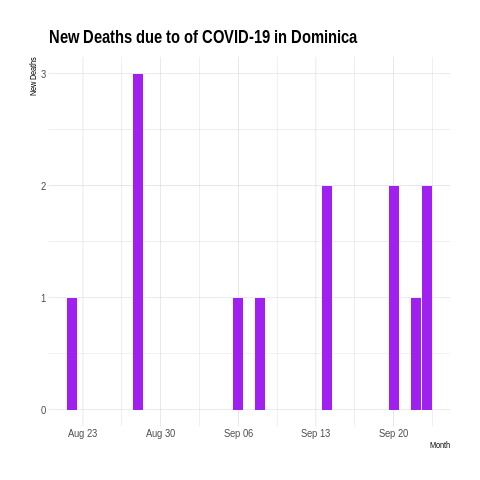 New Deaths due to of COVID-19 in Dominica
New Deaths
3
2
1
0
Aug 23 Aug 30 Sep 06 Sep 13 Sep 20
Month